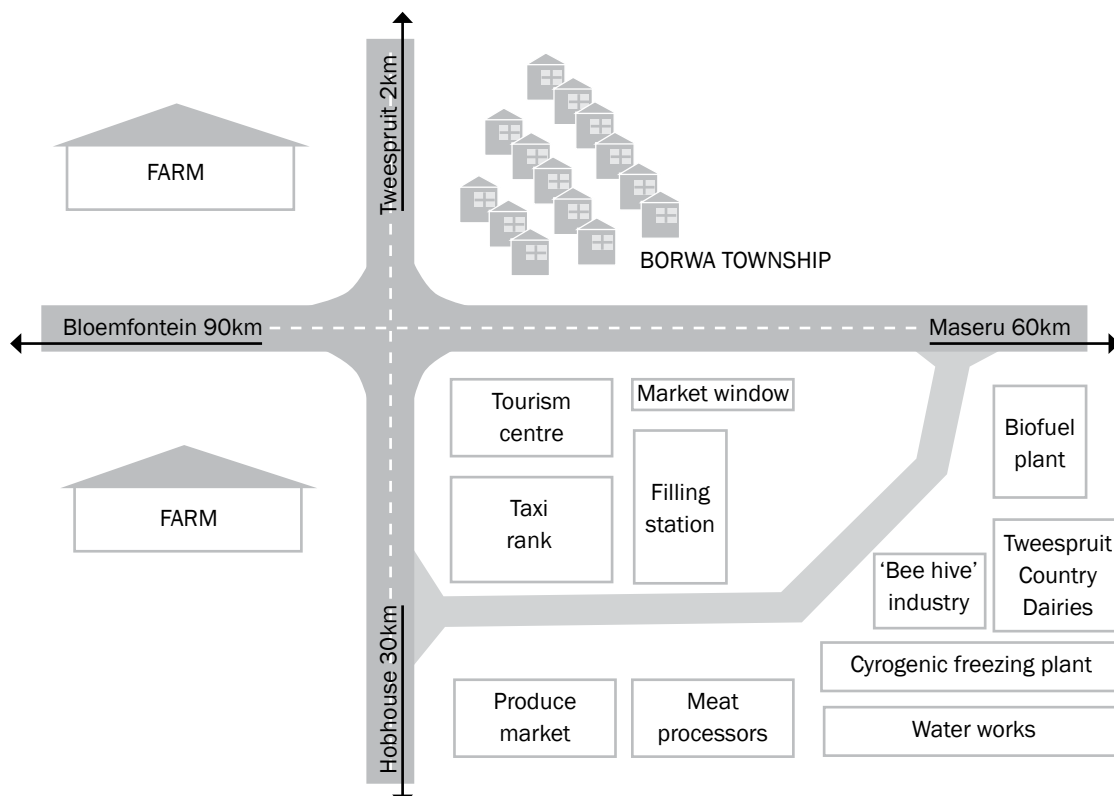 Tweespruit 2km
FARM
BORWA TOWNSHIP
Bloemfontein 90km
Maseru 60km
Tourism
centre
Market window
Biofuel
plant
Taxi
rank
Filling
station
FARM
Tweespruit
Country
Dairies
'Bee hive'
industry
Hobhouse 30km
Cyrogenic freezing plant
Produce
market
Meat
processors
Water works